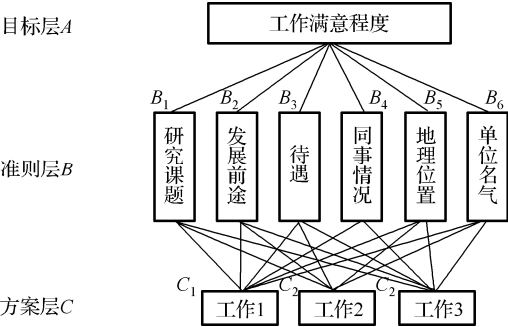 目标层A
工作满意程度
B1 B2 B3 B4 B5 B6
准则层B
研究课题
发展前途
待遇
同事情况
地理位置
单位名气
C1 C2 C2
方案层C
工作1
工作2
工作3